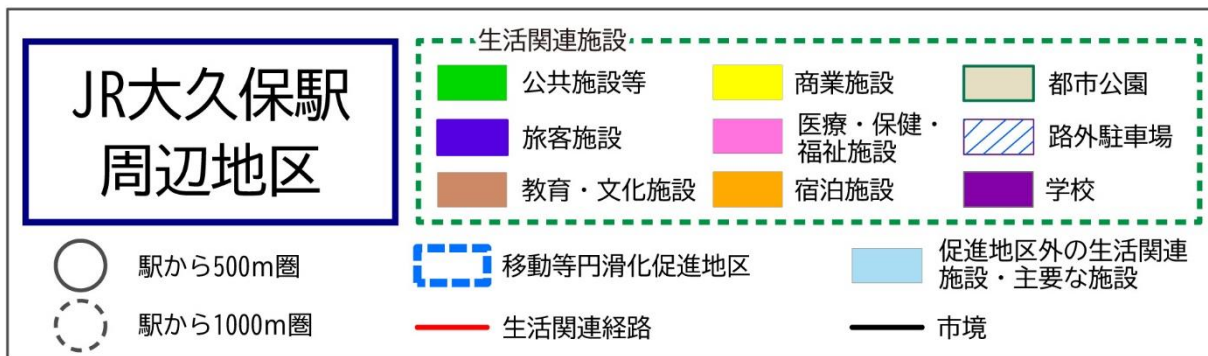 JR大久保駅
周辺地区
生活関連施設
公共施設等
商業施設
都市公園
旅客施設
医療・保健・
福祉施設
路外駐車場
教育・文化施設
宿泊施設
学校
駅から500m圏
移動等円滑化促進地区
促進地区外の生活関連
施設・主要な施設
駅から1000m圏
生活関連経路
市境